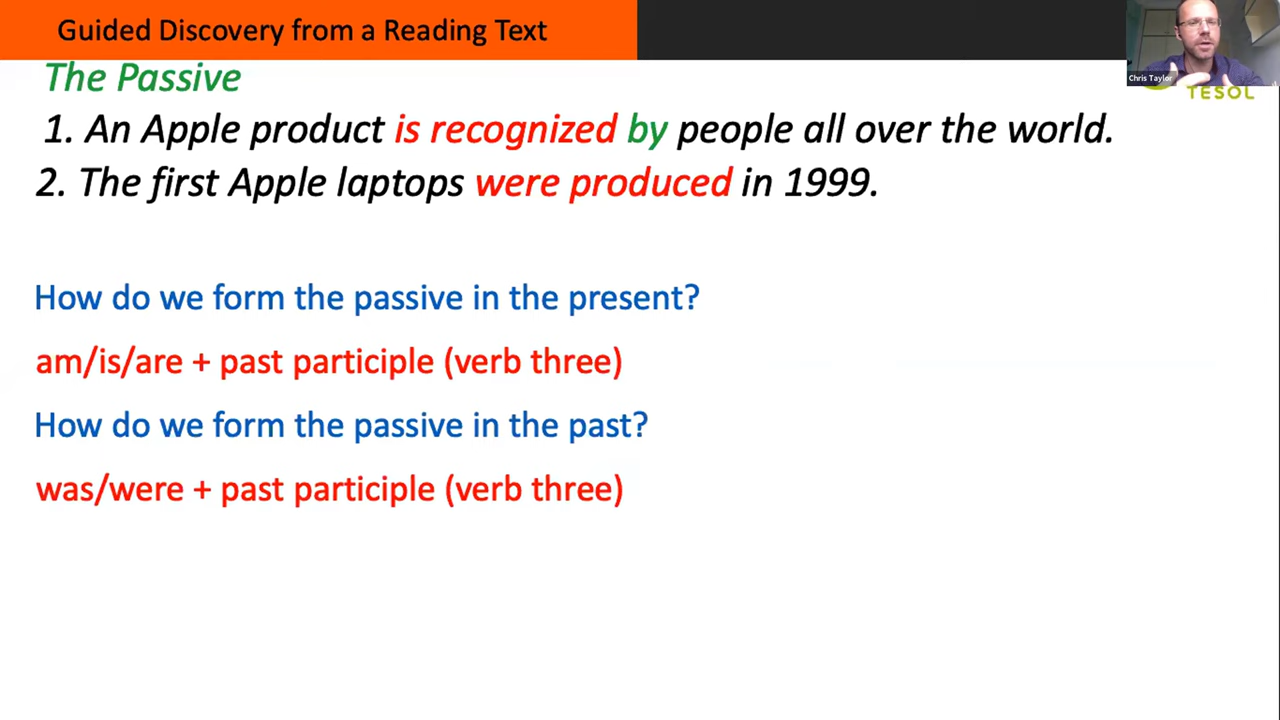 Guided Discovery from a Reading Text
Chris Taylor
TESOL
The Passive
1. An Apple product is recognized by people all over the world.
2. The first Apple laptops were produced in 1999.
How do we form the passive in the present?
am/is/are + past participle (verb three)
How do we form the passive in the past?
was/were + past participle (verb three)